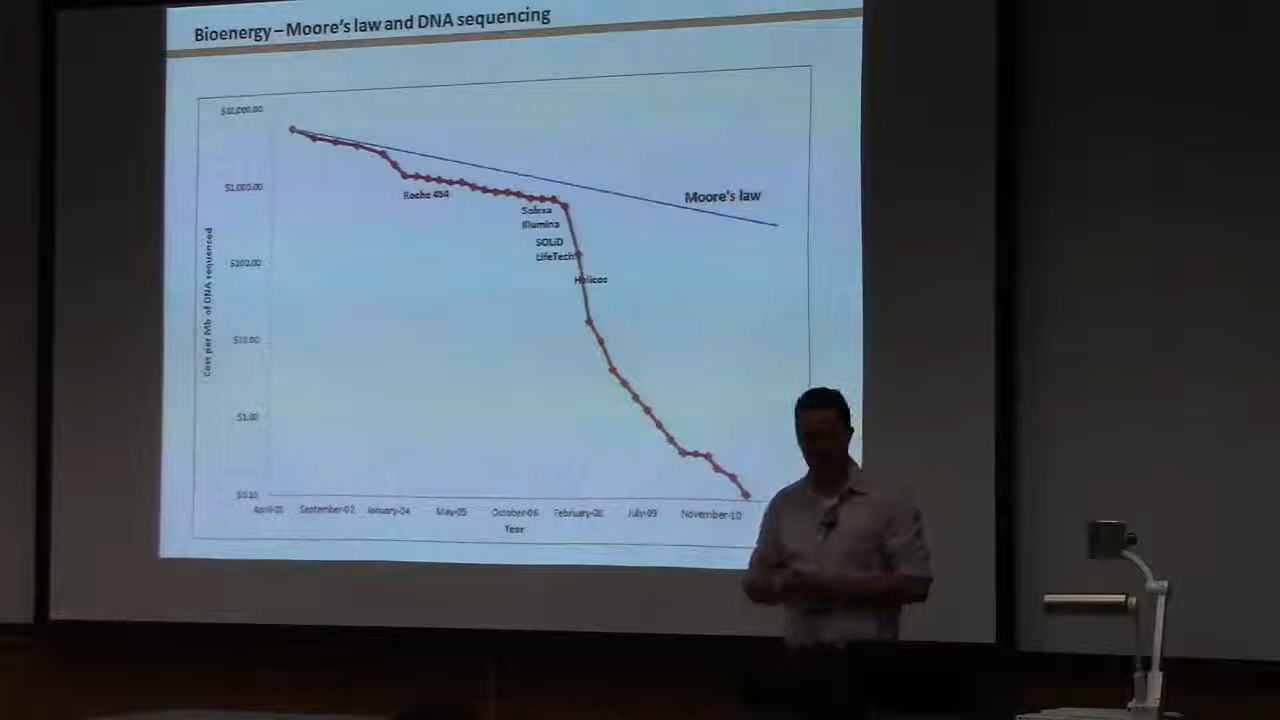 Bioenergy – Moore's law and DNA sequencing
$10,000.00
$1,000.00
$100.00
$10.00
$1.00
$0.10
Cost per Mb of DNA sequenced
Moore's law
Roche 454
Solexa
Illumina
SOLiD
LifeTech
Helicos
April-01 September-02 January-04 May-05 October-06 February-08 July-09 November-10
Year